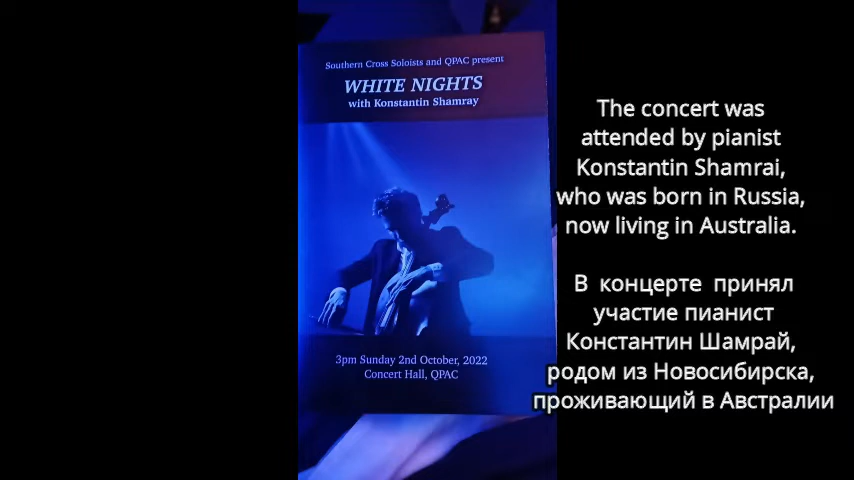 Southern Cross Soloists and QPAC present
WHITE NIGHTS
with Konstantin Shamray
3pm Sunday 2nd October, 2022
Concert Hall, QPAC
The concert was
attended by pianist
Konstantin Shamrai,
who was born in Russia,
now living in Australia.
В концерте принял
участие пианист
Константин Шамрай,
родом из Новосибирска,
проживающий в Австралии